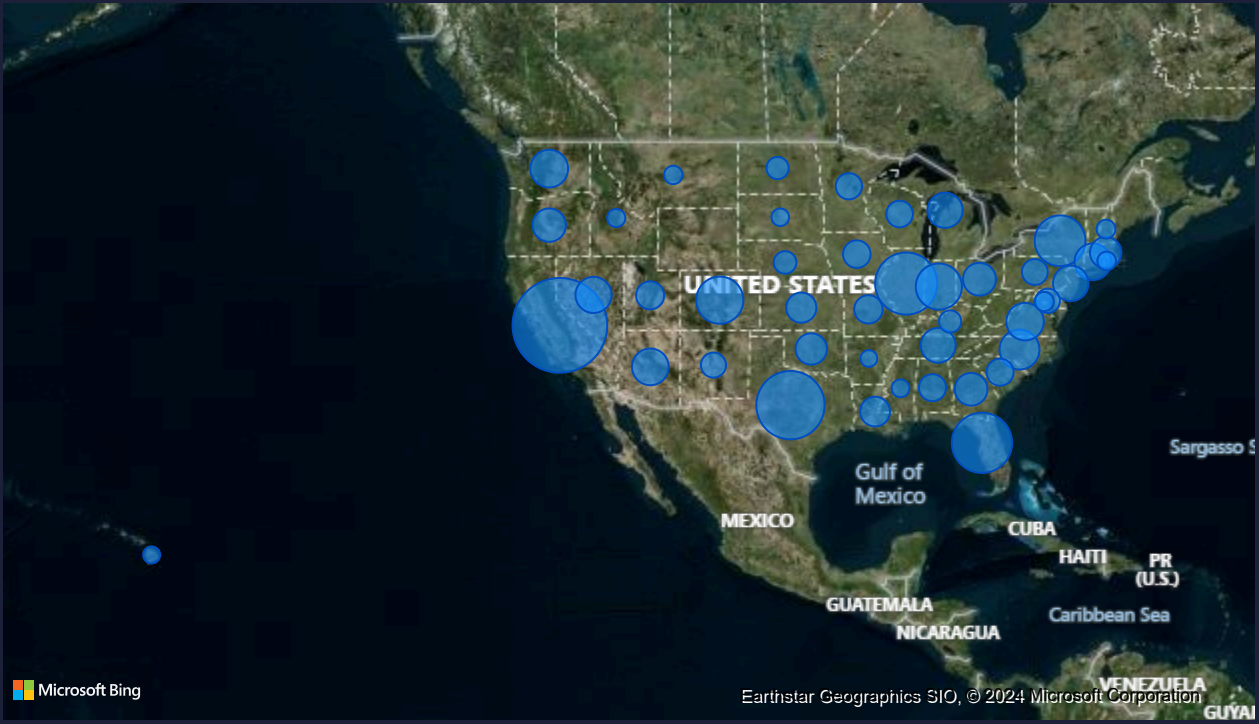 UNITED STATES
Sargasso S
Gulf of
Mexico
MEXICO
CUBA
HAITI
PR
(U.S.)
GUATEMALA
Caribbean Sea
NICARAGUA
VENEZUELA
Microsoft Bing
Earthstar Geographics SIO, © 2024 Microsoft Corporation
GUYA